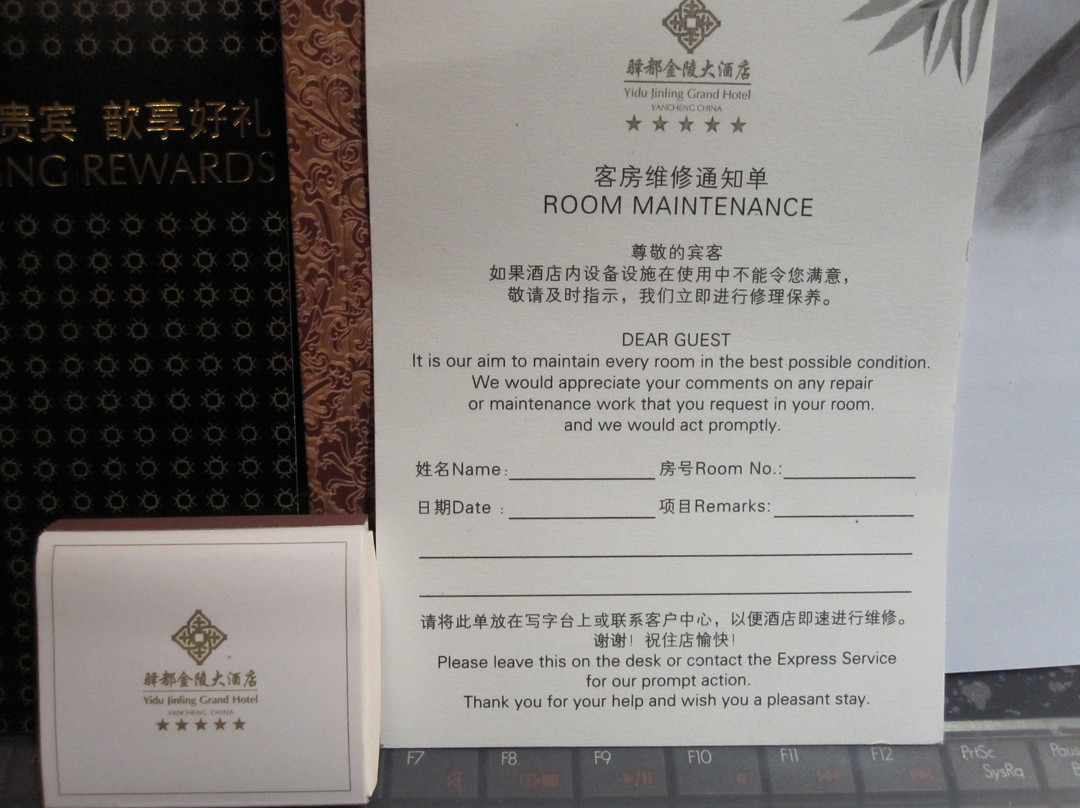 贵宾 歆享好礼
ING REWARDS
驿都金陵大酒店
Yidu Jinling Grand Hotel
YANCHENG CHINA
客房维修通知单
ROOM MAINTENANCE
尊敬的宾客
如果酒店内设备设施在使用中不能令您满意，
敬请及时指示，我们立即进行修理保养。
DEAR GUEST
It is our aim to maintain every room in the best possible condition.
We would appreciate your comments on any repair
or maintenance work that you request in your room.
and we would act promptly.
姓名Name: 房号Room No.:
日期Date : 项目Remarks:
请将此单放在写字台上或联系客户中心，以便酒店即速进行维修。
谢谢！祝住店愉快！
Please leave this on the desk or contact the Express Service
for our prompt action.
Thank you for your help and wish you a pleasant stay.
驿都金陵大酒店
Yidu Jinling Grand Hotel
YANCHENG CHINA
F7 F8 F9 F10 F11 F12 PrtSc
SysRq